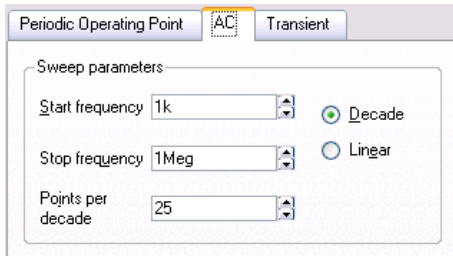 Periodic Operating Point AC Transient
Sweep parameters
Start frequency 1k
Decade
Stop frequency 1Meg
Linear
Points per
decade
25